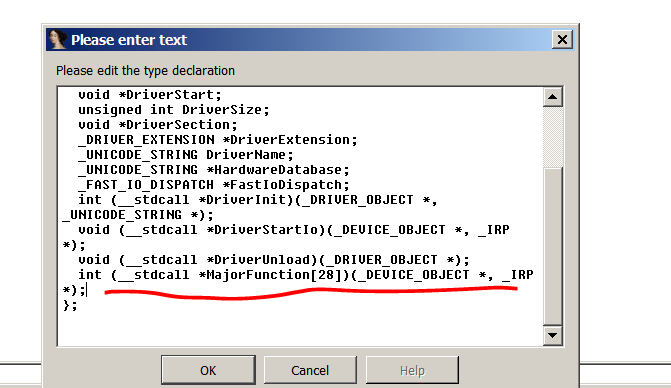 Please enter text
Please edit the type declaration
void *DriverStart;
unsigned int DriverSize;
void *DriverSection;
_DRIVER_EXTENSION *DriverExtension;
_UNICODE_STRING DriverName;
_UNICODE_STRING *HardwareDatabase;
_FAST_IO_DISPATCH *FastIoDispatch;
int (__stdcall *DriverInit)(_DRIVER_OBJECT *,
_UNICODE_STRING *);
void (__stdcall *DriverStartIo)(_DEVICE_OBJECT *, _IRP
*);
void (__stdcall *DriverUnload)(_DRIVER_OBJECT *);
int (__stdcall *MajorFunction[28])(_DEVICE_OBJECT *, _IRP
*);
};
OK
Cancel
Help